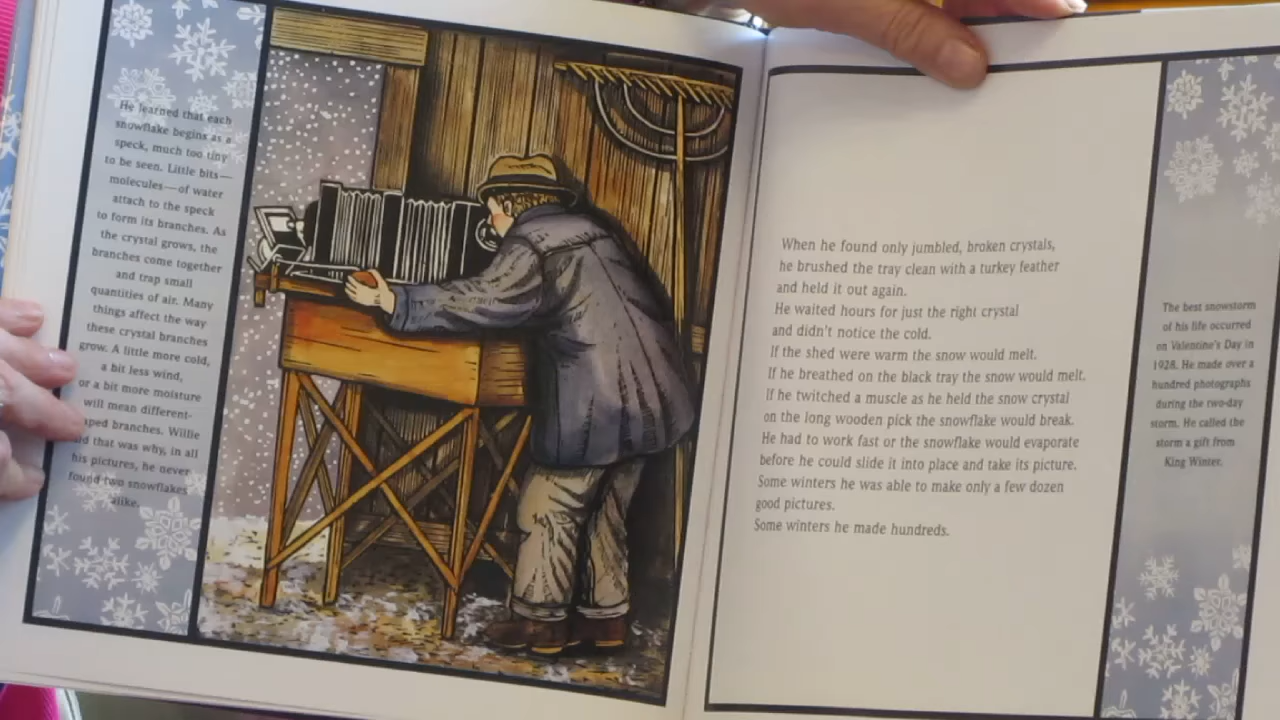 He learned that each
snowflake begins as a
speck, much too tiny
to be seen. Little bits—
molecules—of water
attach to the speck
to form its branches. As
the crystal grows, the
branches come together
and trap small
quantities of air. Many
things affect the way
these crystal branches
grow. A little more cold,
a bit less wind,
or a bit more moisture
will mean different-
aped branches. Willie
that was why, in all
his pictures, he never
found two snowflakes
alike.
When he found only jumbled, broken crystals,
he brushed the tray clean with a turkey feather
and held it out again.
He waited hours for just the right crystal
and didn't notice the cold.
If the shed were warm the snow would melt.
If he breathed on the black tray the snow would melt.
If he twitched a muscle as he held the snow crystal
on the long wooden pick the snowflake would break.
He had to work fast or the snowflake would evaporate
before he could slide it into place and take its picture.
Some winters he was able to make only a few dozen
good pictures.
Some winters he made hundreds.
The best snowstorm
of his life occurred
on Valentine's Day in
1928. He made over a
hundred photographs
during the two-day
storm. He called the
storm a gift from
King Winter.